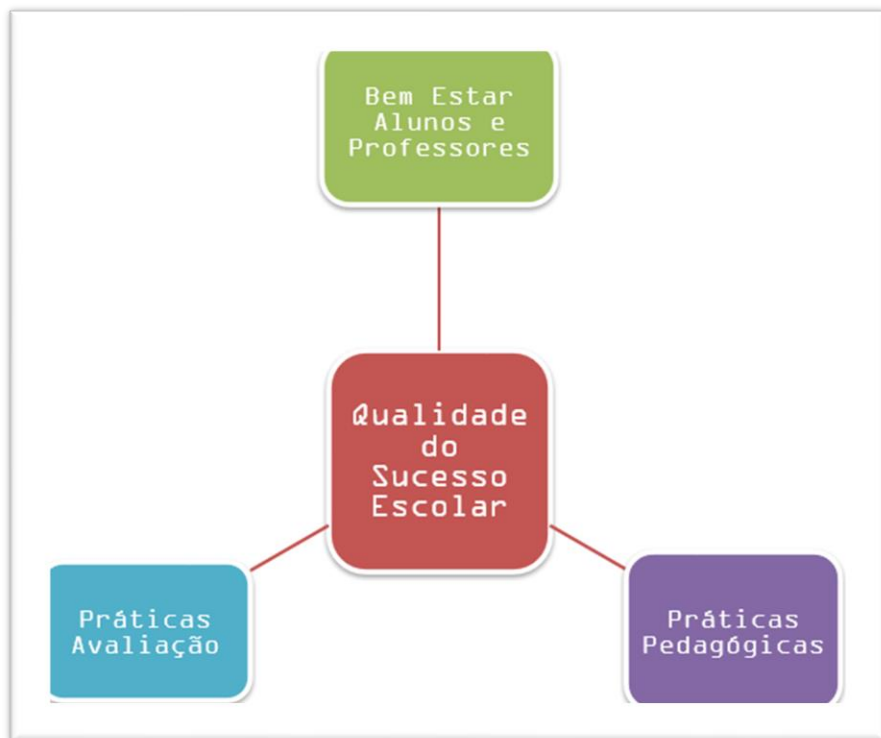 Bem Estar
Alunos e
Professores
Qualidade
do
Sucesso
Escolar
Práticas
Avaliação
Práticas
Pedagógicas